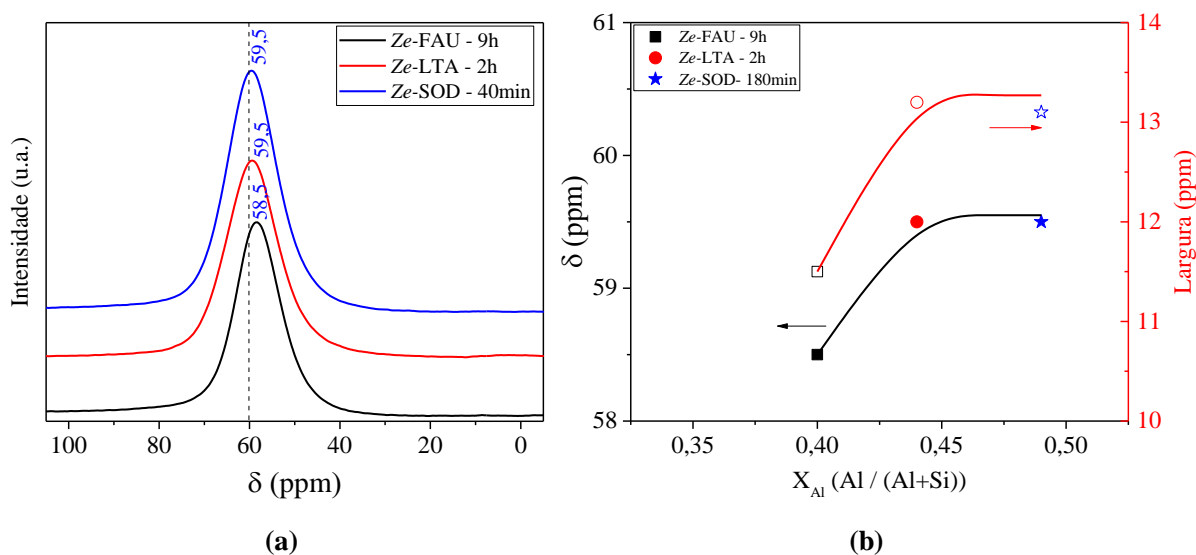 Ze-FAU - 9h
Ze-LTA - 2h
Ze-SOD - 40min
59,5
59,5
58,5
Intensidade (u.a.)
100 80 60 40 20 0
δ (ppm)
(a)
Ze-FAU - 9h
Ze-LTA - 2h
Ze-SOD- 180min
61
60
59
58
δ (ppm)
14
13
12
11
10
Largura (ppm)
0,35 0,40 0,45 0,50
X_Al (Al / (Al+Si))
(b)